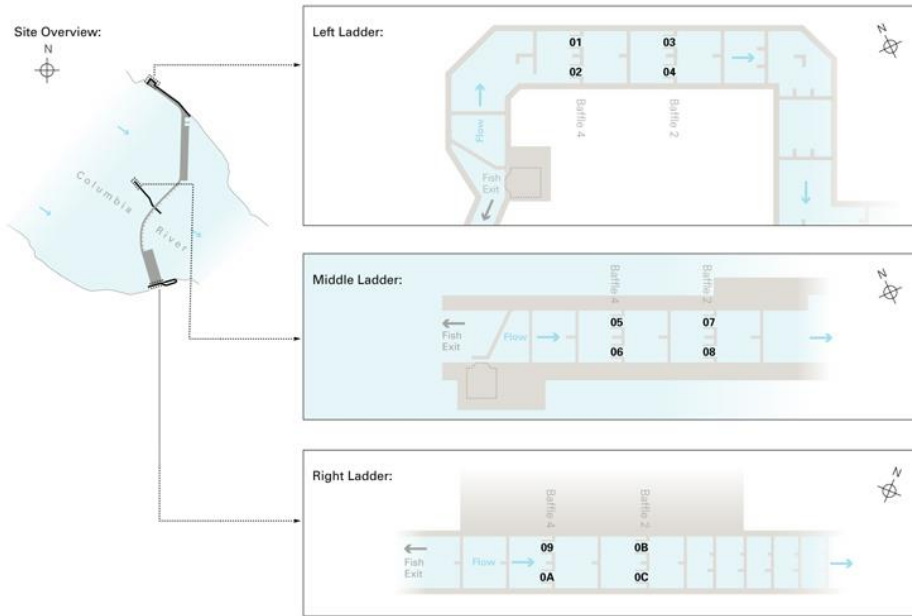 Site Overview:
N
Columbia
River
Left Ladder:
N
01
03
02
04
Baffle 4
Baffle 2
Flow
Fish
Exit
Middle Ladder:
N
Baffle 4
Baffle 2
05
07
Fish
Exit
Flow
06
08
Right Ladder:
N
Baffle 4
Baffle 2
09
0B
Fish
Exit
Flow
0A
0C